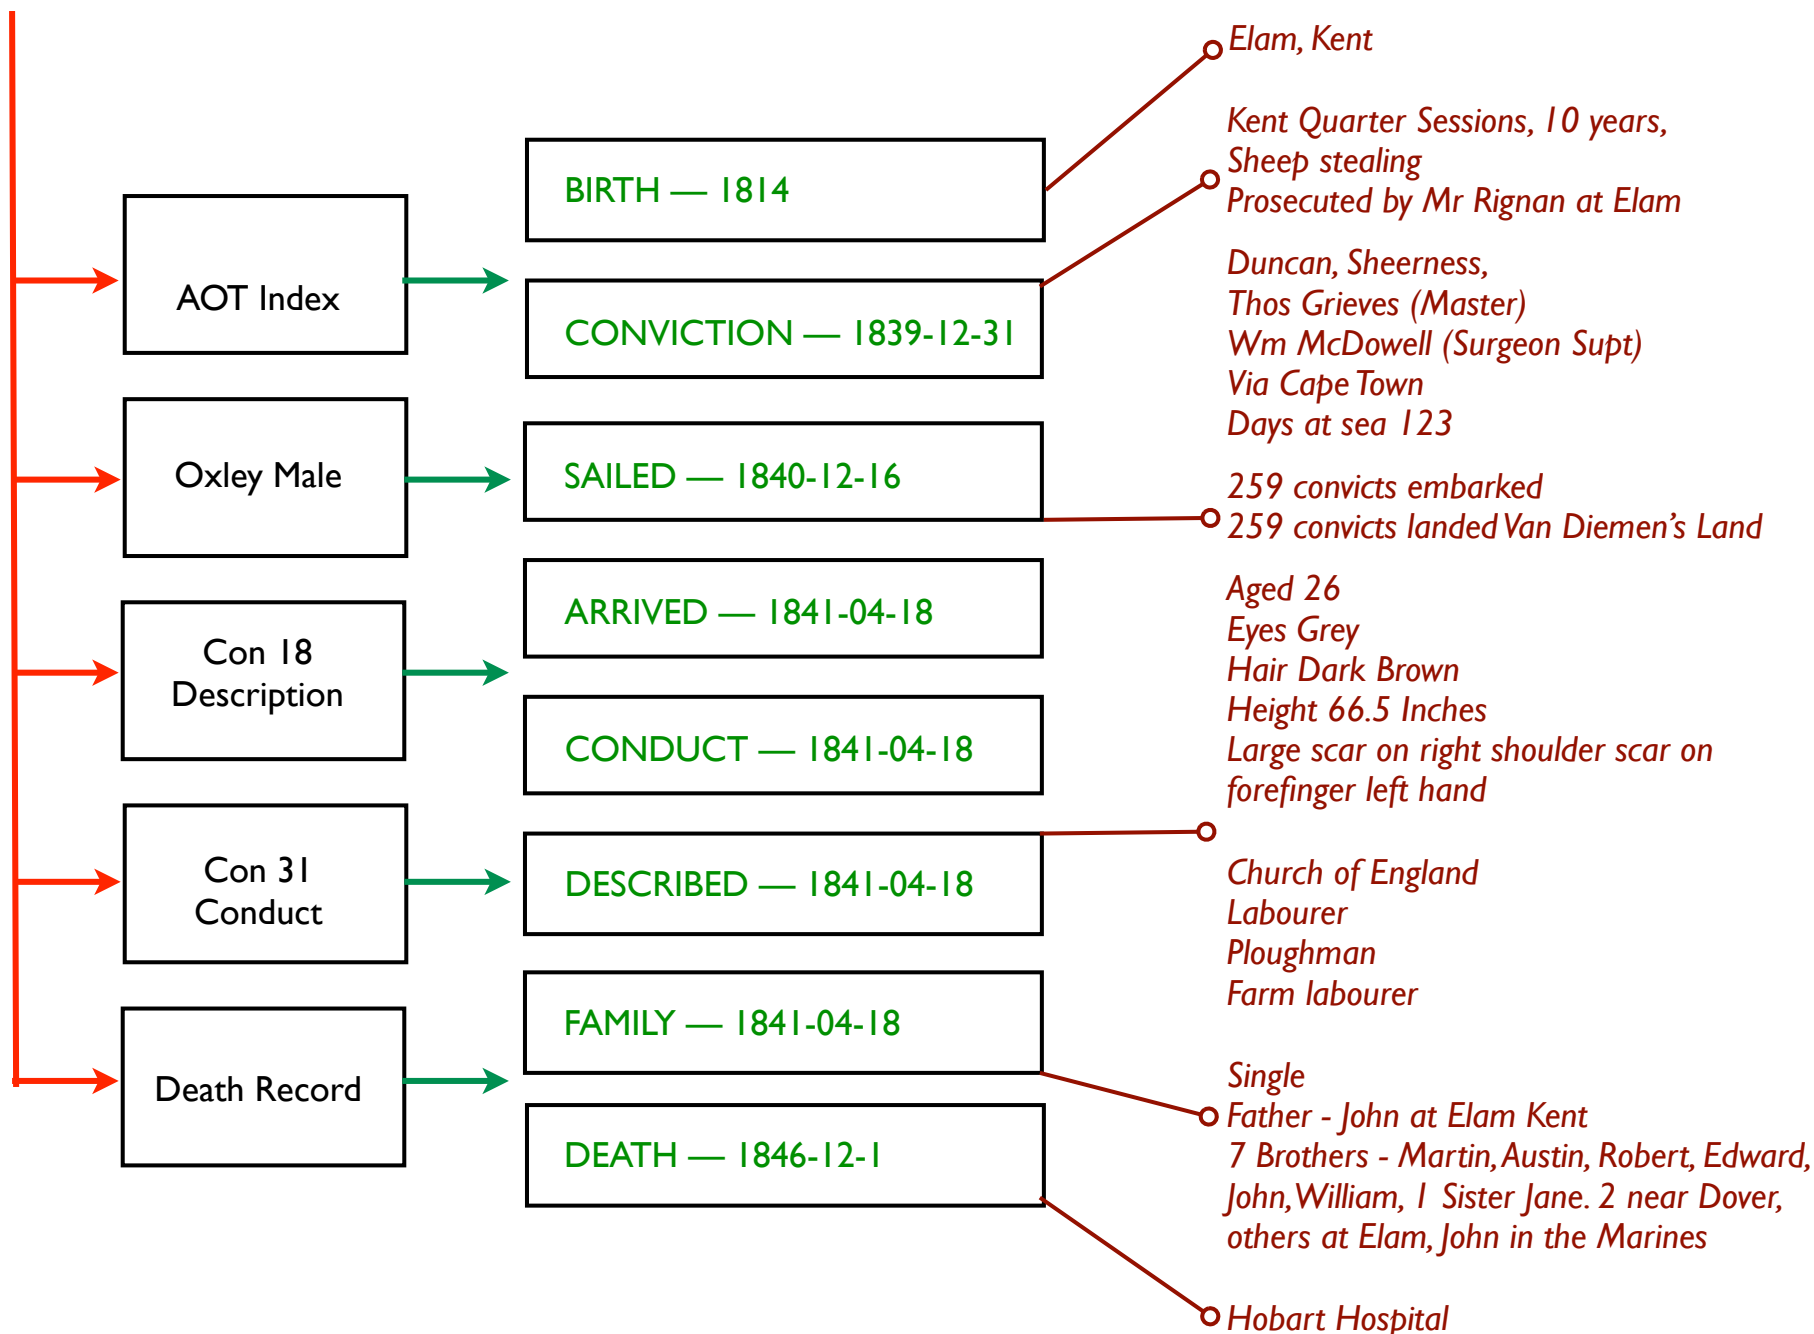 AOT Index
Oxley Male
Con 18
Description
Con 31
Conduct
Death Record
BIRTH — 1814
CONVICTION — 1839-12-31
SAILED — 1840-12-16
ARRIVED — 1841-04-18
CONDUCT — 1841-04-18
DESCRIBED — 1841-04-18
FAMILY — 1841-04-18
DEATH — 1846-12-1
Elam, Kent
Kent Quarter Sessions, 10 years,
Sheep stealing
Prosecuted by Mr Rignan at Elam
Duncan, Sheerness,
Thos Grieves (Master)
Wm McDowell (Surgeon Supt)
Via Cape Town
Days at sea 123
259 convicts embarked
259 convicts landed Van Diemen's Land
Aged 26
Eyes Grey
Hair Dark Brown
Height 66.5 Inches
Large scar on right shoulder scar on
forefinger left hand
Church of England
Labourer
Ploughman
Farm labourer
Single
Father - John at Elam Kent
7 Brothers - Martin, Austin, Robert, Edward,
John, William, 1 Sister Jane. 2 near Dover,
others at Elam, John in the Marines
Hobart Hospital